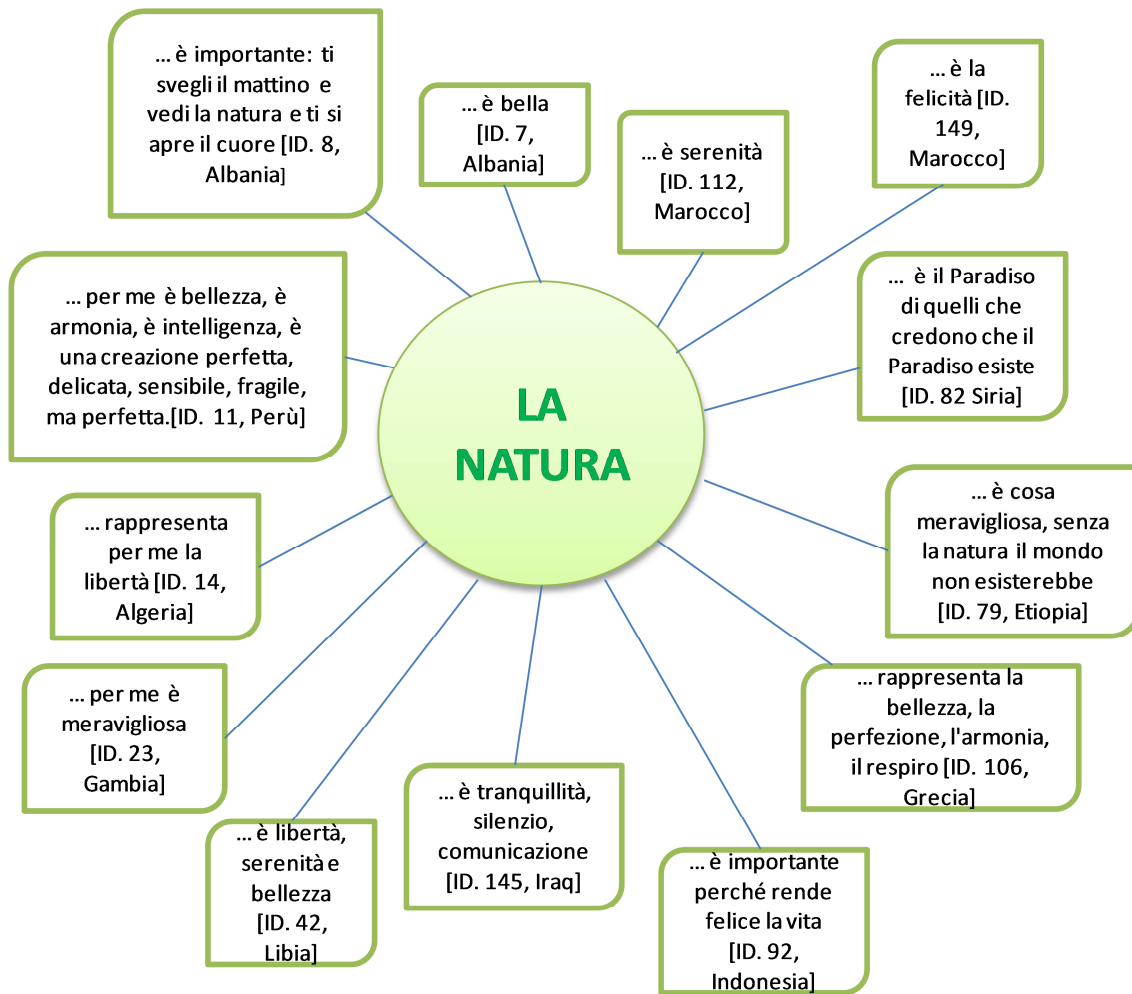 ... è importante: ti
svegli il mattino e
vedi la natura e ti si
apre il cuore [ID. 8,
Albania]
... è bella
[ID. 7,
Albania]
... è serenità
[ID. 112,
Marocco]
... è la
felicità [ID.
149,
Marocco]
... per me è bellezza, è
armonia, è intelligenza, è
una creazione perfetta,
delicata, sensibile, fragile,
ma perfetta.[ID. 11, Perù]
... è il Paradiso
di quelli che
credono che il
Paradiso esiste
[ID. 82 Siria]
LA
NATURA
... rappresenta
per me la
libertà [ID. 14,
Algeria]
... è cosa
meravigliosa, senza
la natura il mondo
non esisterebbe
[ID. 79, Etiopia]
... per me è
meravigliosa
[ID. 23,
Gambia]
... rappresenta la
bellezza, la
perfezione, l'armonia,
il respiro [ID. 106,
Grecia]
... è libertà,
serenità e
bellezza
[ID. 42,
Libia]
... è tranquillità,
silenzio,
comunicazione
[ID. 145, Iraq]
... è importante
perché rende
felice la vita
[ID. 92,
Indonesia]